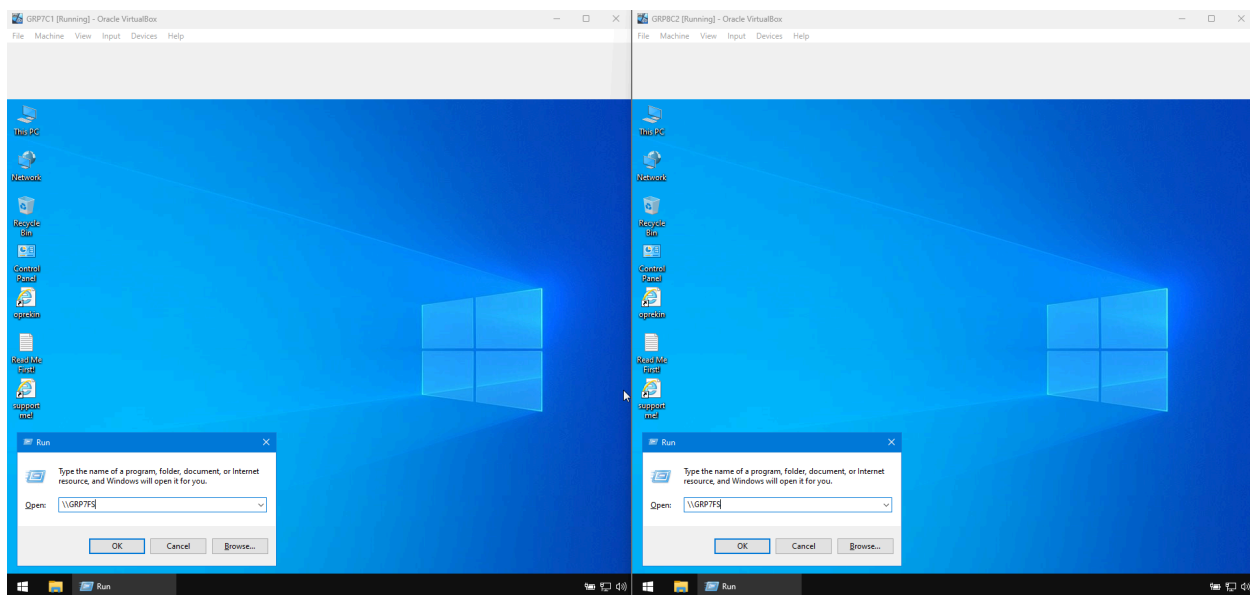 GRP7C1 [Running] - Oracle VirtualBox
File Machine View Input Devices Help
This PC
Network
Recycle
Bin
Control
Panel
oprekin
Read Me
First!
support
me!
Run
Type the name of a program, folder, document, or Internet
resource, and Windows will open it for you.
Open: \\GRP7FS
OK Cancel Browse...
Run
GRP8C2 [Running] - Oracle VirtualBox
File Machine View Input Devices Help
This PC
Network
Recycle
Bin
Control
Panel
oprekin
Read Me
First!
support
me!
Run
Type the name of a program, folder, document, or Internet
resource, and Windows will open it for you.
Open: \\GRP7FS
OK Cancel Browse...
Run